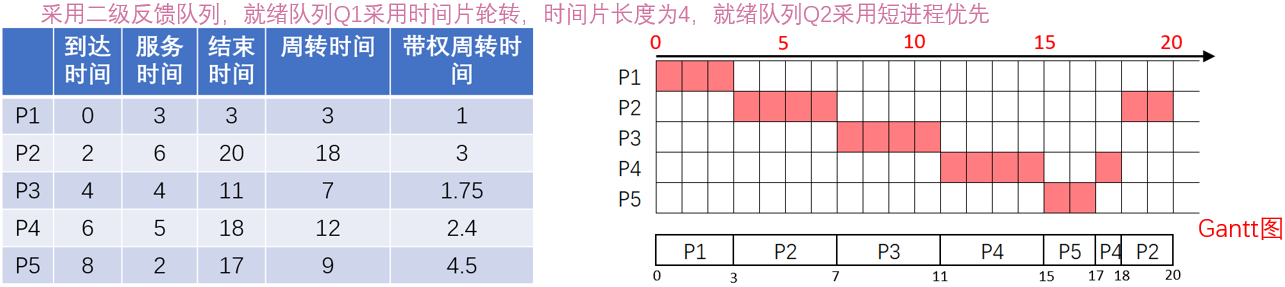 采用二级反馈队列，就绪队列Q1采用时间片轮转，时间片长度为4，就绪队列Q2采用短进程优先
到达时间 服务时间 结束时间 周转时间 带权周转时间
P1 0 3 3 3 1
P2 2 6 20 18 3
P3 4 4 11 7 1.75
P4 6 5 18 12 2.4
P5 8 2 17 9 4.5
0 5 10 15 20
P1
P2
P3
P4
P5
Gantt图
P1 P2 P3 P4 P5 P4 P2
0 3 7 11 15 17 18 20